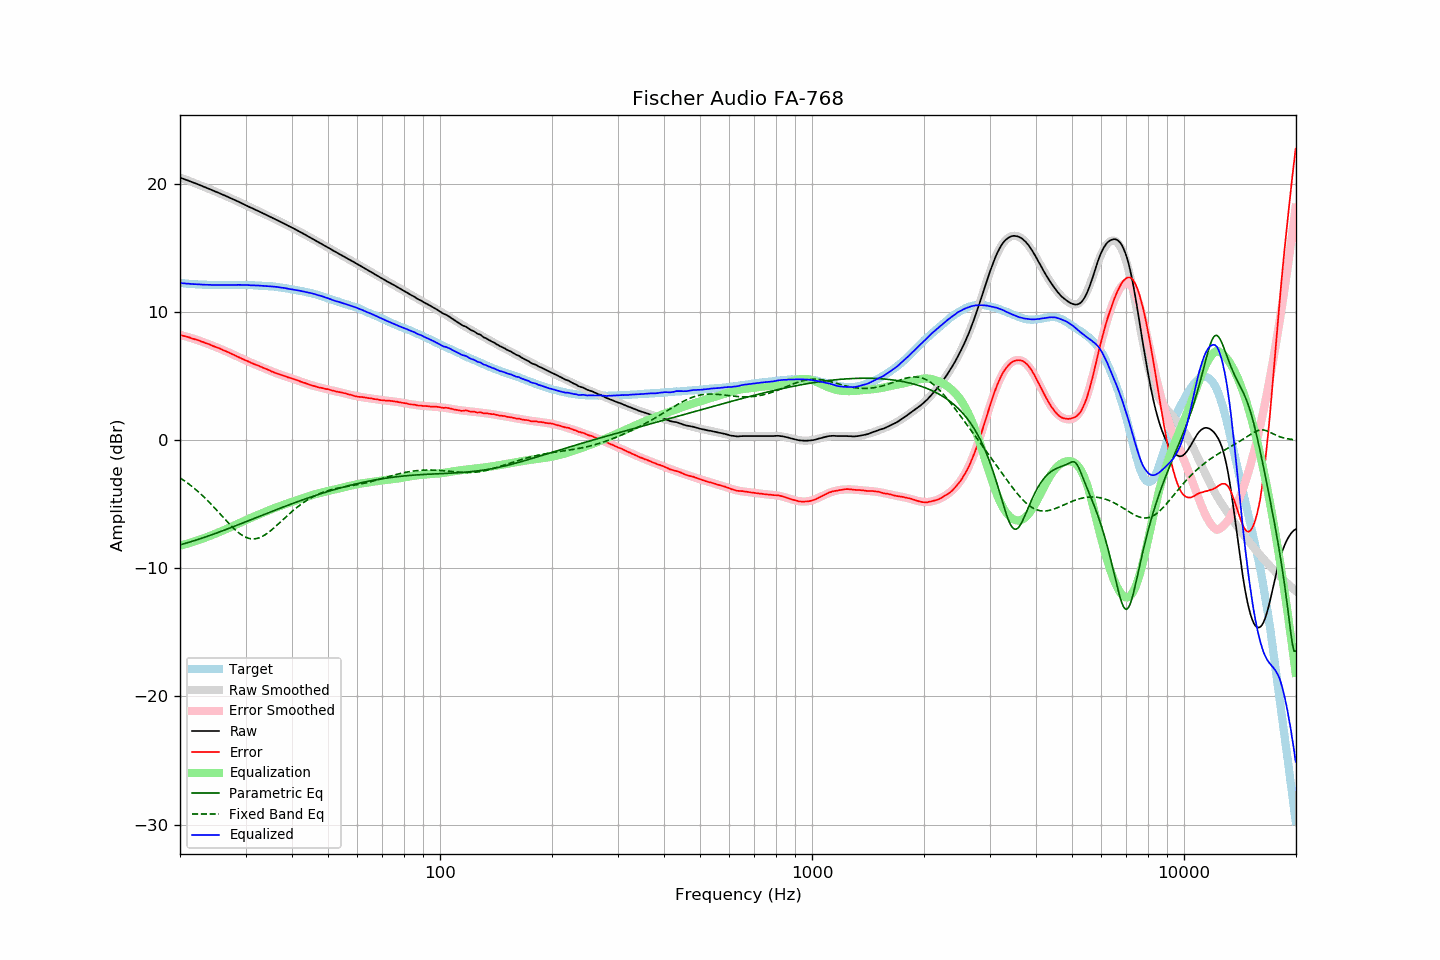 Fischer Audio FA-768
Amplitude (dBr)
20
10
0
−10
−20
−30
Target
Raw Smoothed
Error Smoothed
Raw
Error
Equalization
Parametric Eq
Fixed Band Eq
Equalized
100
1000
10000
Frequency (Hz)